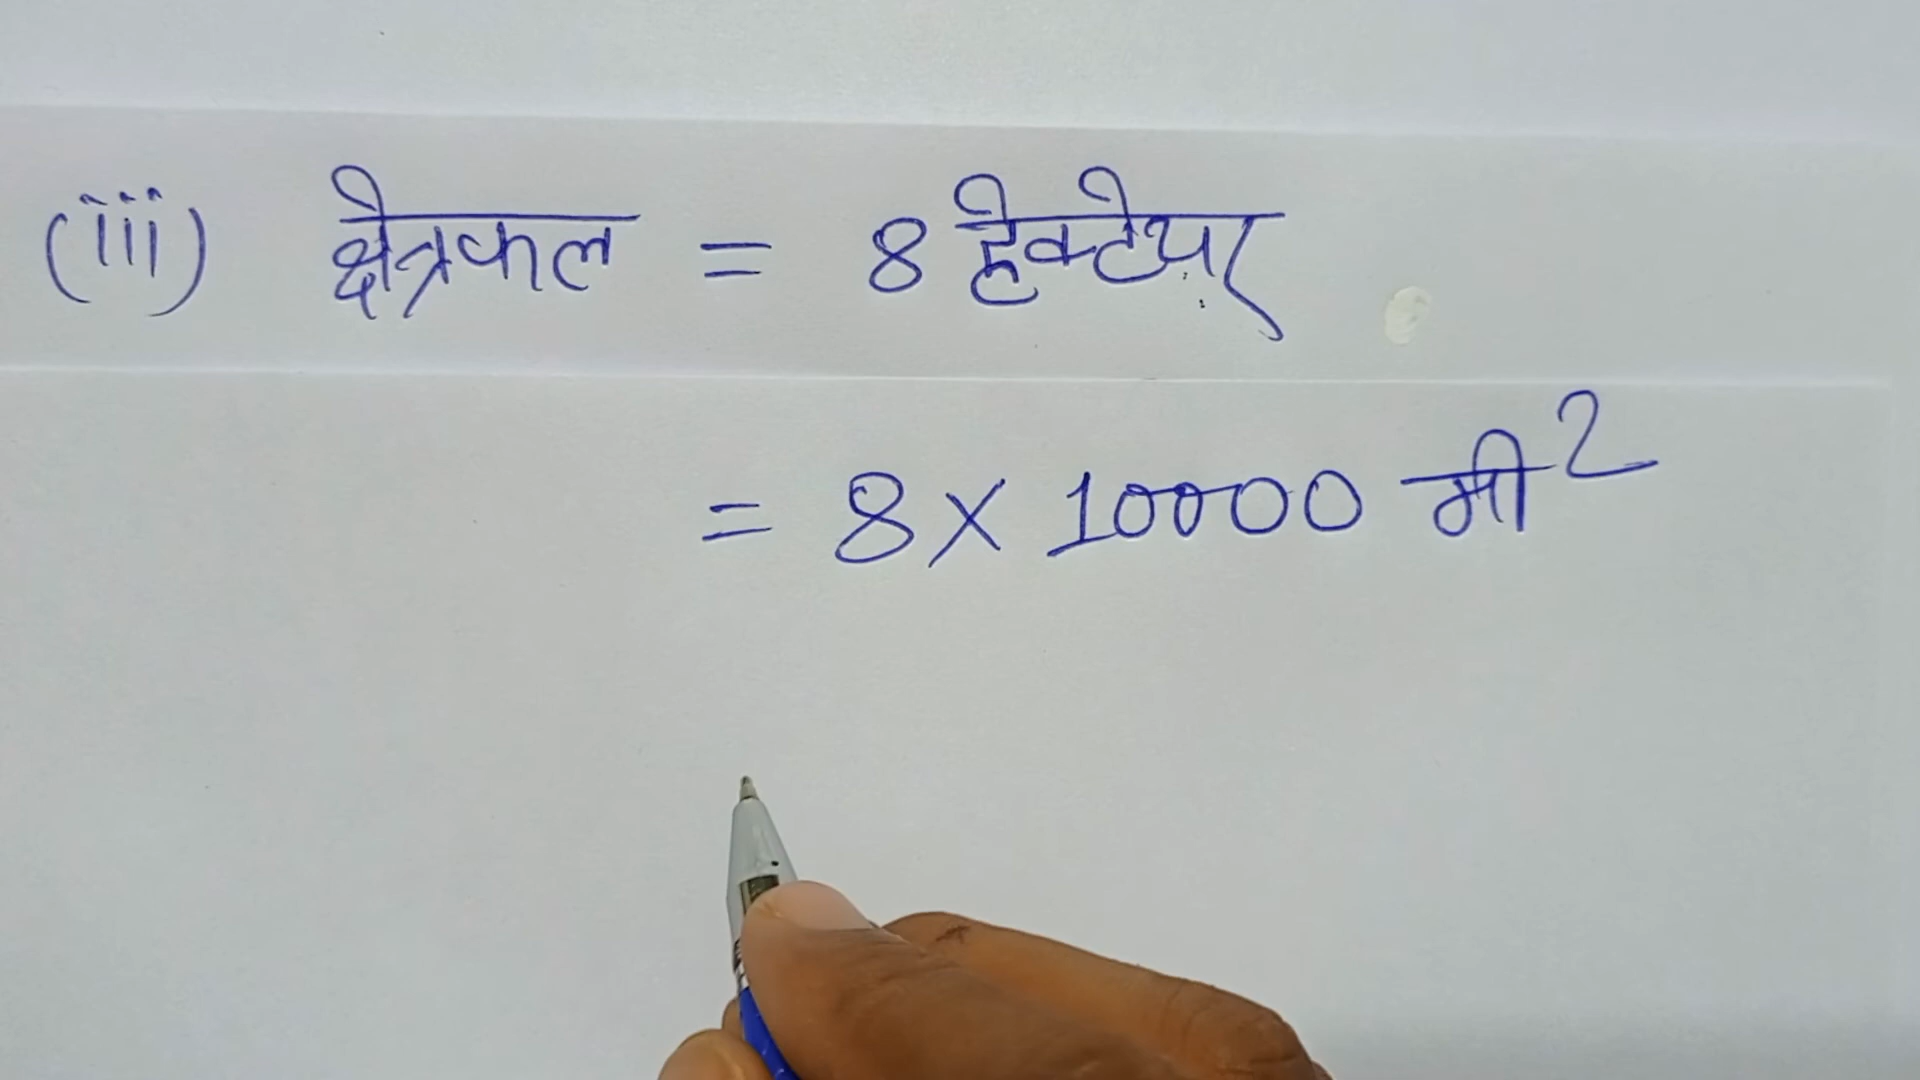 (iii) क्षेत्रफल = 8 हेक्टेयर
= 8 × 10000 मी²